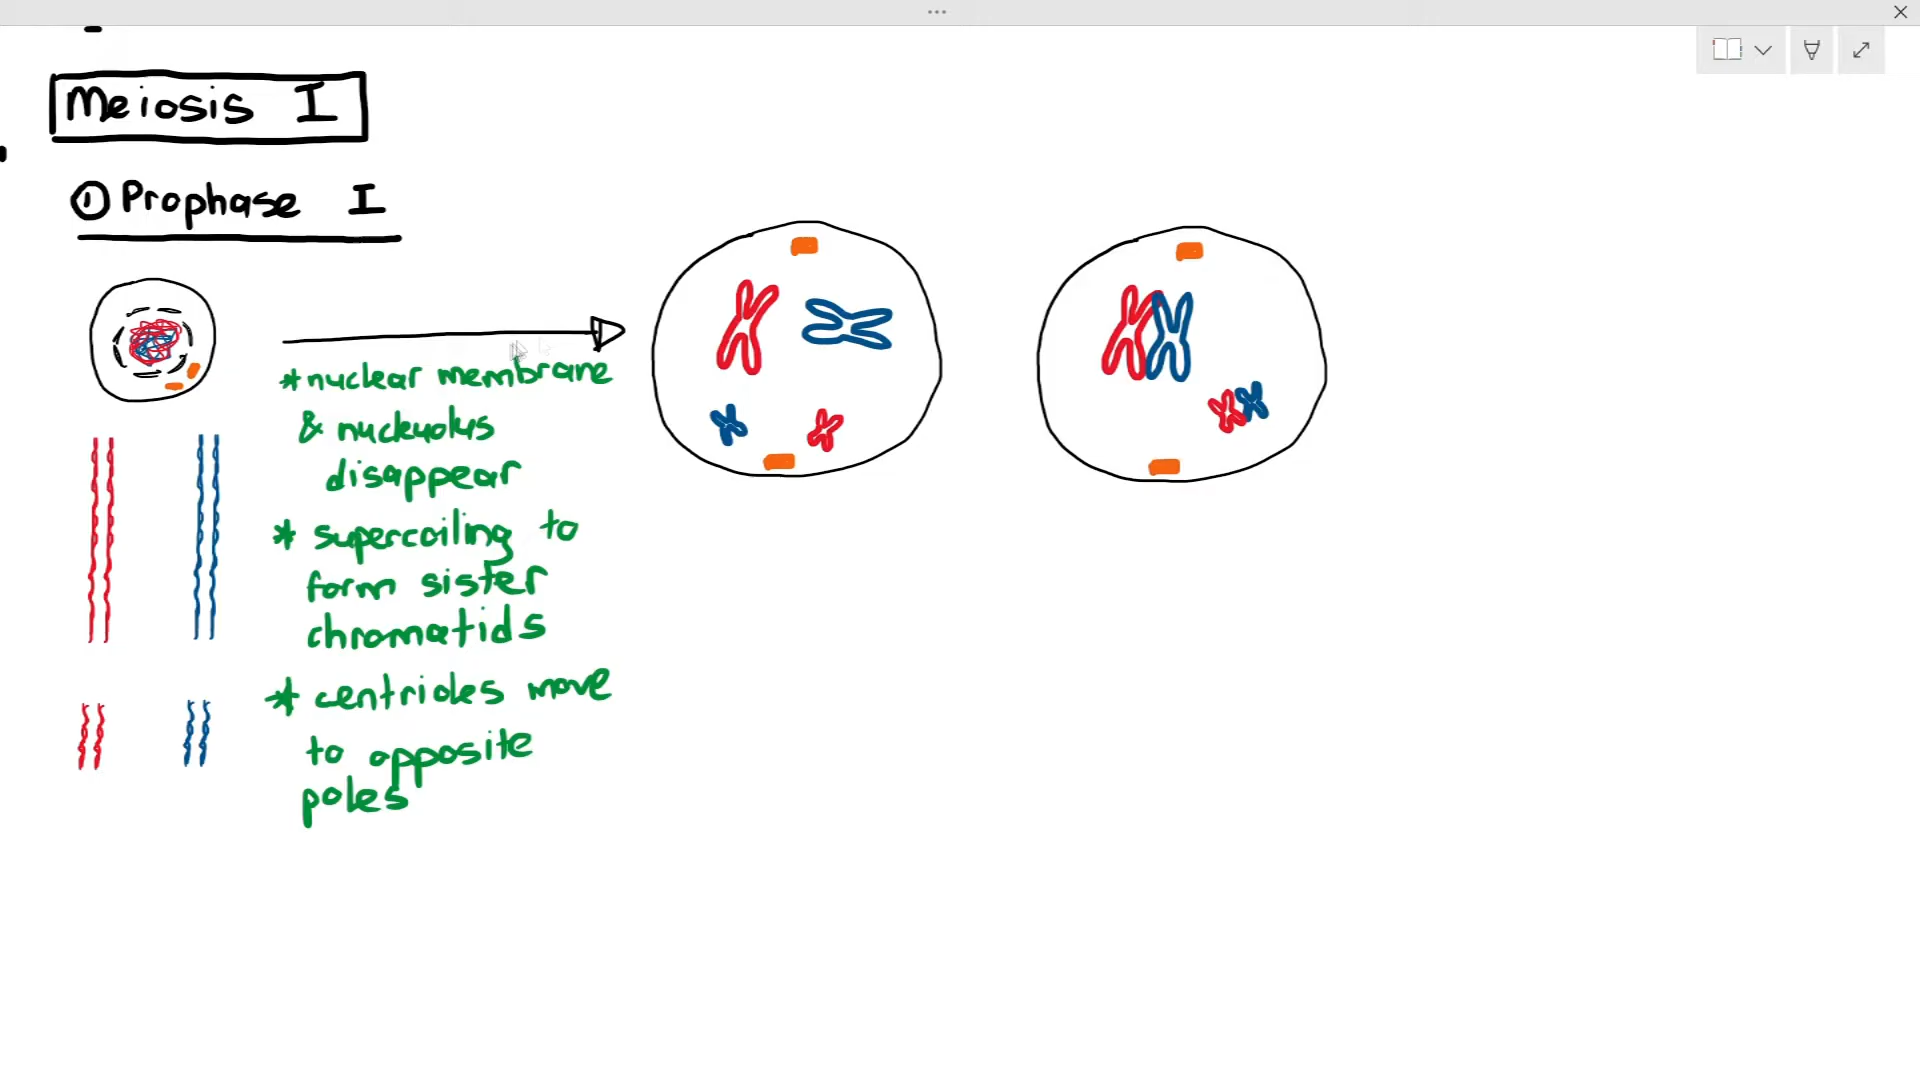 Meiosis I
① Prophase I
* nuclear membrane
& nucleolus
disappear
* supercoiling to
form sister
chromatids
* centrioles move
to opposite
poles